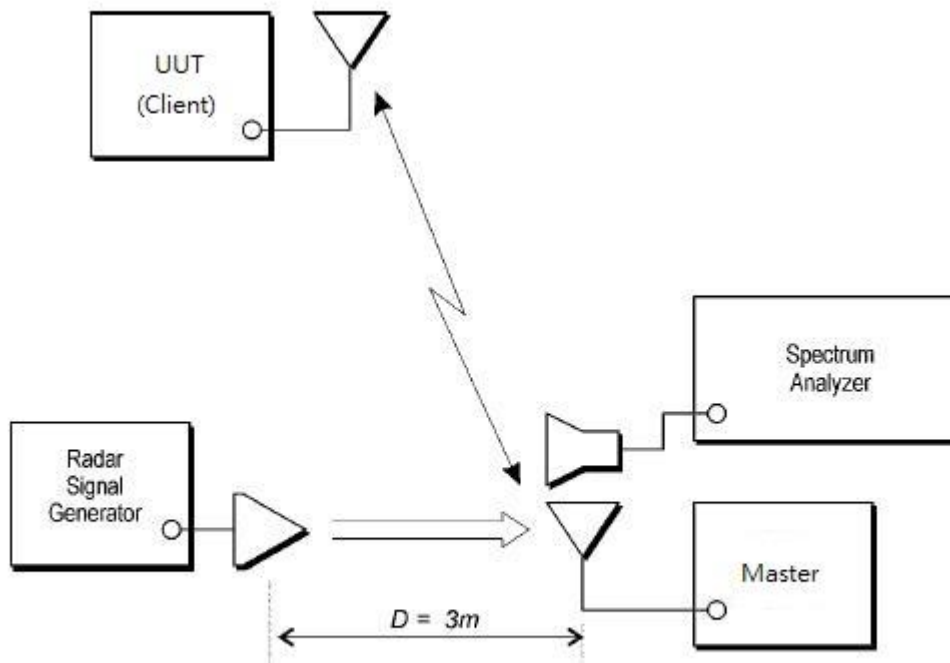 UUT
(Client)
Spectrum
Analyzer
Radar
Signal
Generator
Master
D = 3m